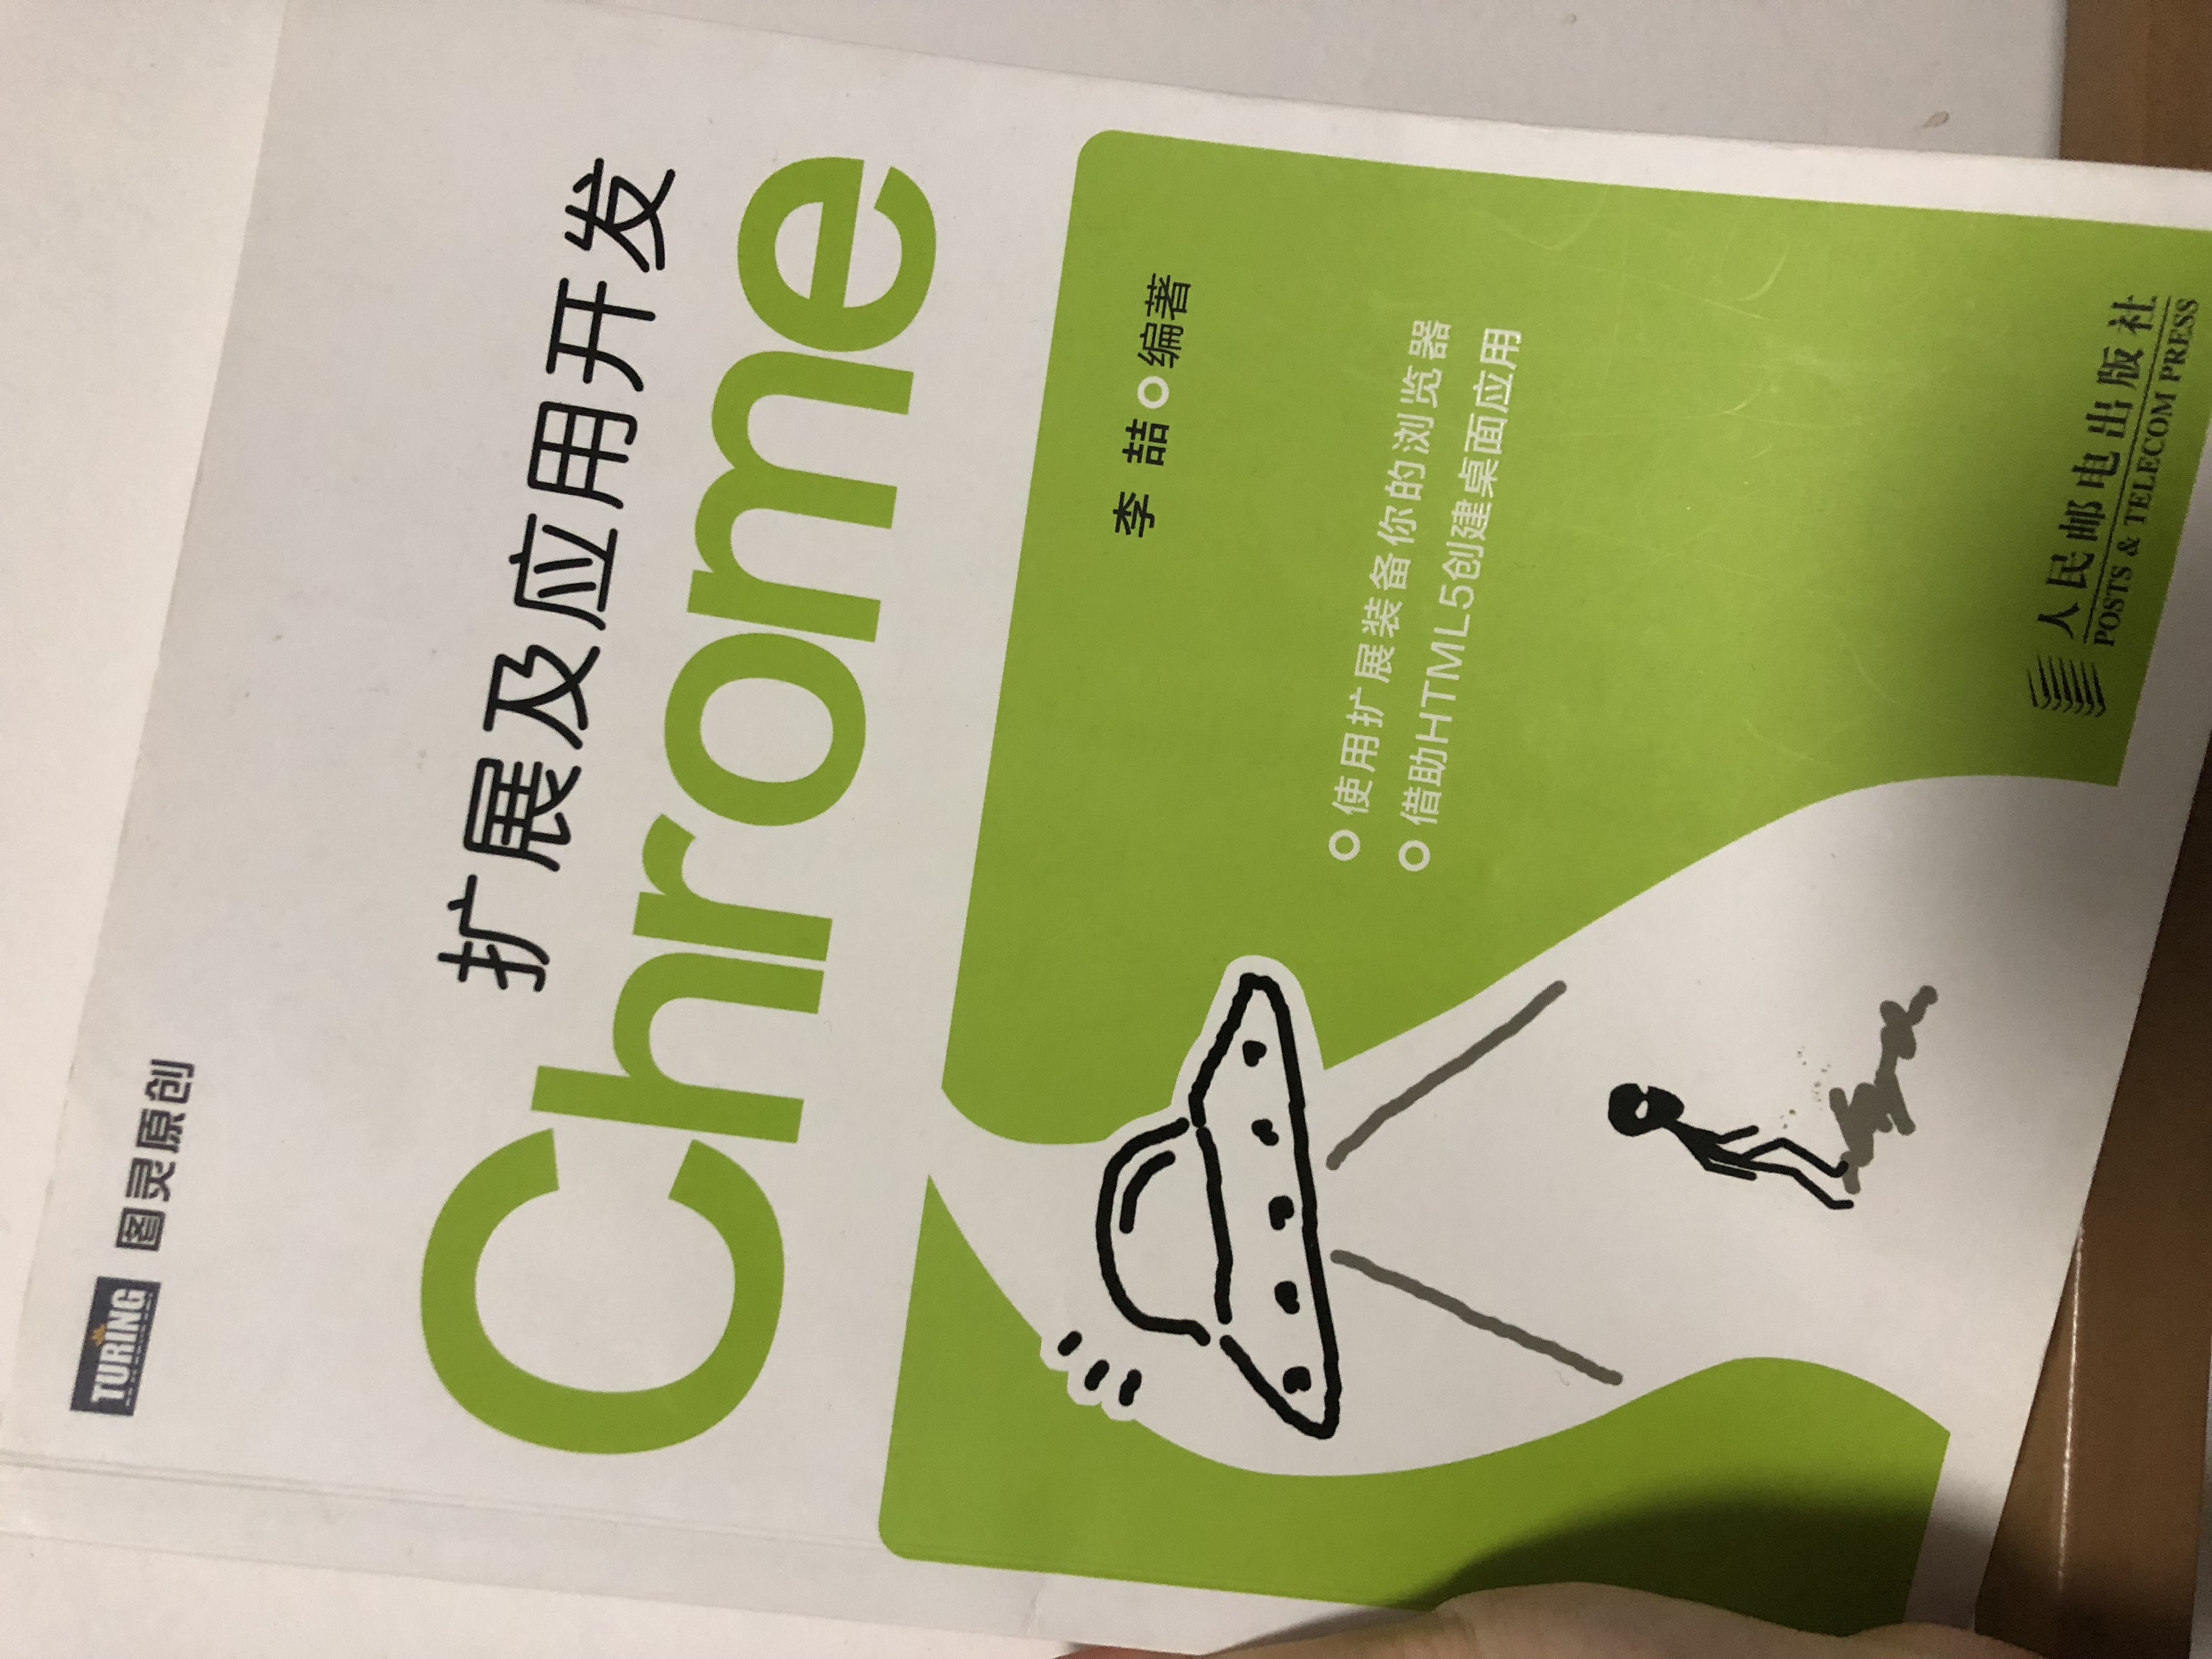 TURING 图灵原创
扩展及应用开发
Chrome
李 喆 编著
使用扩展装备你的浏览器
借助HTML5创建桌面应用
人民邮电出版社
POSTS & TELECOM PRESS